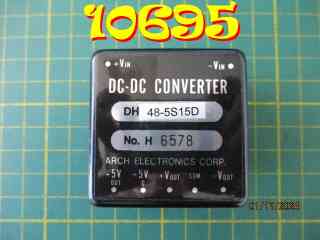 10695
+VIN -VIN
DC-DC CONVERTER
DH 48-5S15D
No. H 6578
ARCH ELECTRONICS CORP.
-5V -5V +VOUT COM -VOUT
OUT